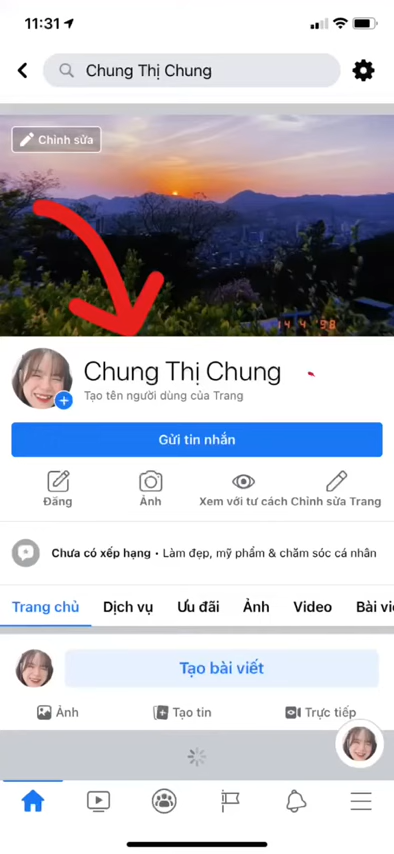 11:31
Chung Thị Chung
Chỉnh sửa
14 4 '98
Chung Thị Chung
Tạo tên người dùng của Trang
Gửi tin nhắn
Đăng
Ảnh
Xem với tư cách
Chỉnh sửa Trang
Chưa có xếp hạng · Làm đẹp, mỹ phẩm & chăm sóc cá nhân
Trang chủ Dịch vụ Ưu đãi Ảnh Video Bài vi
Tạo bài viết
Ảnh
Tạo tin
Trực tiếp